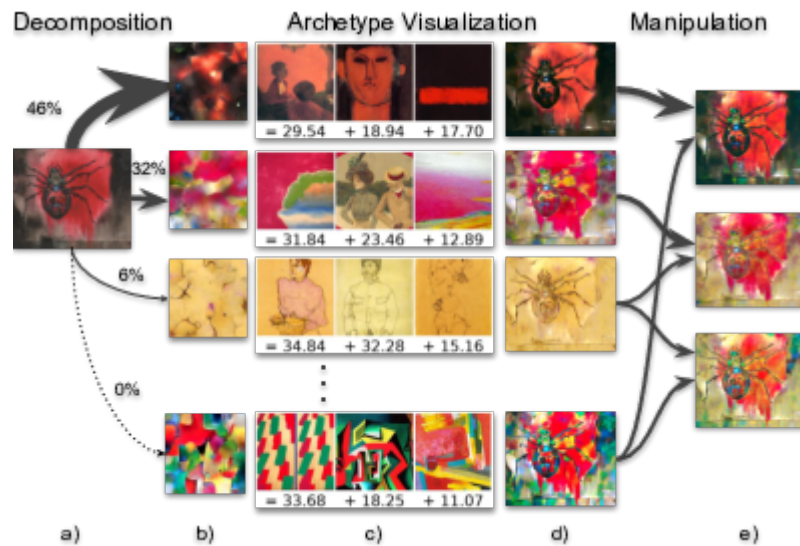 Decomposition Archetype Visualization Manipulation
46%
= 29.54 + 18.94 + 17.70
32%
= 31.84 + 23.46 + 12.89
6%
= 34.84 + 32.28 + 15.16
0%
= 33.68 + 18.25 + 11.07
a) b) c) d) e)